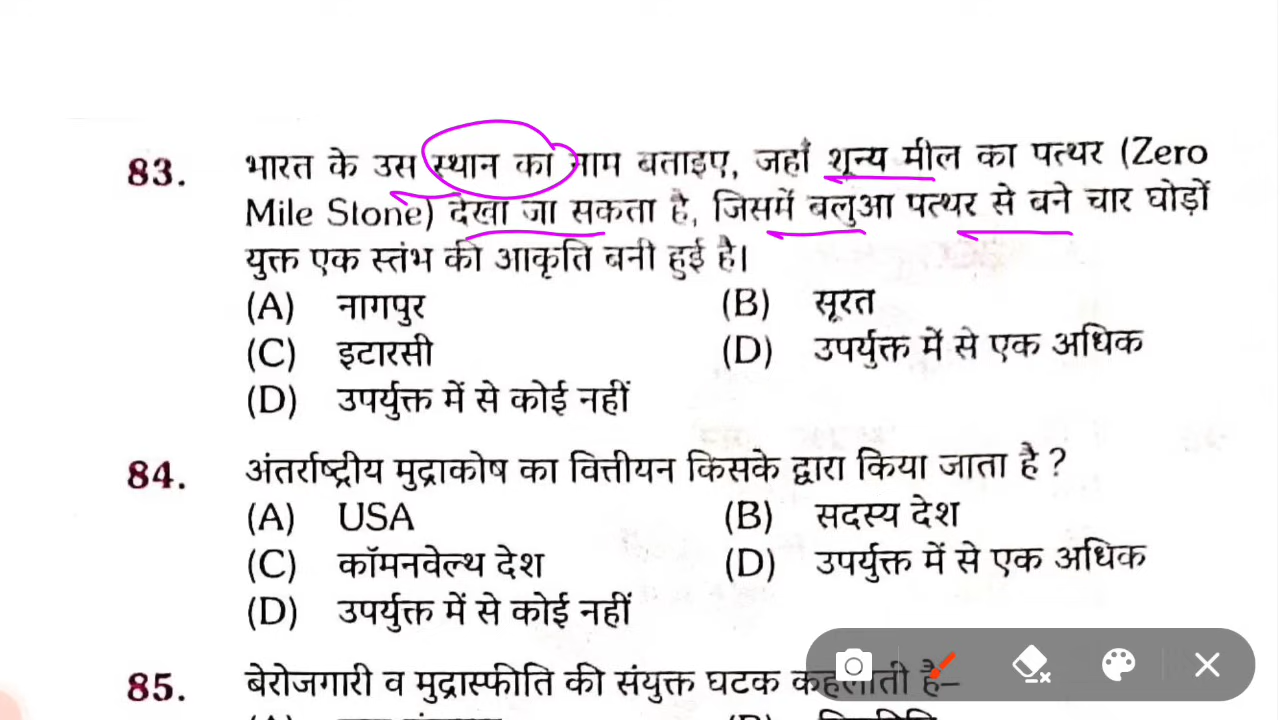 83. भारत के उस स्थान का नाम बताइए, जहाँ शून्य मील का पत्थर (Zero
Mile Stone) देखा जा सकता है, जिसमें बलुआ पत्थर से बने चार घोड़ों
युक्त एक स्तंभ की आकृति बनी हुई है।
(A) नागपुर (B) सूरत
(C) इटारसी (D) उपर्युक्त में से एक अधिक
(D) उपर्युक्त में से कोई नहीं
84. अंतर्राष्ट्रीय मुद्राकोष का वित्तीयन किसके द्वारा किया जाता है ?
(A) USA (B) सदस्य देश
(C) कॉमनवेल्थ देश (D) उपर्युक्त में से एक अधिक
(D) उपर्युक्त में से कोई नहीं
85. बेरोजगारी व मुद्रास्फीति की संयुक्त घटक कहलाती है–